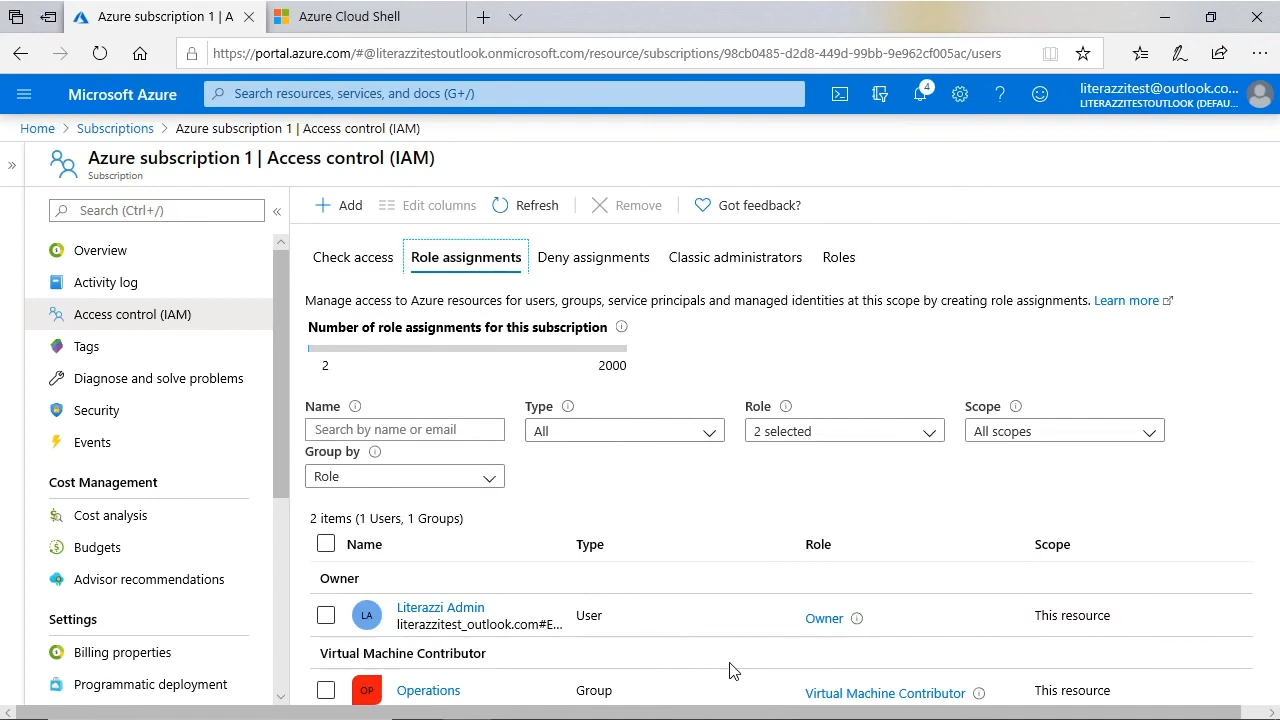 Azure subscription 1 | A
Azure Cloud Shell
https://portal.azure.com/#@literazzitestoutlook.onmicrosoft.com/resource/subscriptions/98cb0485-d2d8-449d-99bb-9e962cf005ac/users
Microsoft Azure
Search resources, services, and docs (G+/)
4
literazzitest@outlook.co...
LITERAZZITESTOUTLOOK (DEFAU...
Home > Subscriptions > Azure subscription 1 | Access control (IAM)
Azure subscription 1 | Access control (IAM)
Subscription
Search (Ctrl+/)
Overview
Activity log
Access control (IAM)
Tags
Diagnose and solve problems
Security
Events
Cost Management
Cost analysis
Budgets
Advisor recommendations
Settings
Billing properties
Programmatic deployment
Add
Edit columns
Refresh
Remove
Got feedback?
Check access
Role assignments
Deny assignments
Classic administrators
Roles
Manage access to Azure resources for users, groups, service principals and managed identities at this scope by creating role assignments. Learn more
Number of role assignments for this subscription
2
2000
Name
Search by name or email
Type
All
Role
2 selected
Scope
All scopes
Group by
Role
2 items (1 Users, 1 Groups)
Name Type Role Scope
Owner
LA
Literazzi Admin
literazzitest_outlook.com#E...
User
Owner
This resource
Virtual Machine Contributor
OP
Operations
Group
Virtual Machine Contributor
This resource